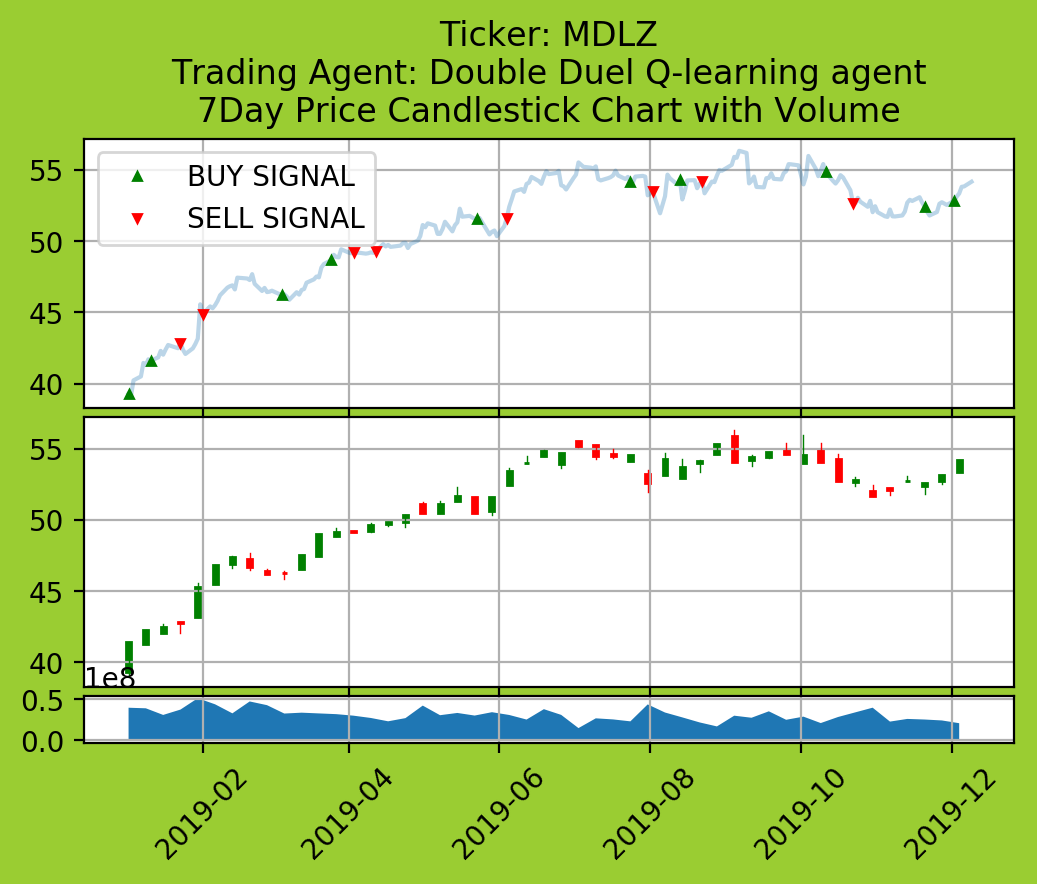 Ticker: MDLZ
Trading Agent: Double Duel Q-learning agent
7Day Price Candlestick Chart with Volume
BUY SIGNAL
SELL SIGNAL
55
50
45
40
55
50
45
40
1e8
0.5
0.0
2019-02
2019-04
2019-06
2019-08
2019-10
2019-12